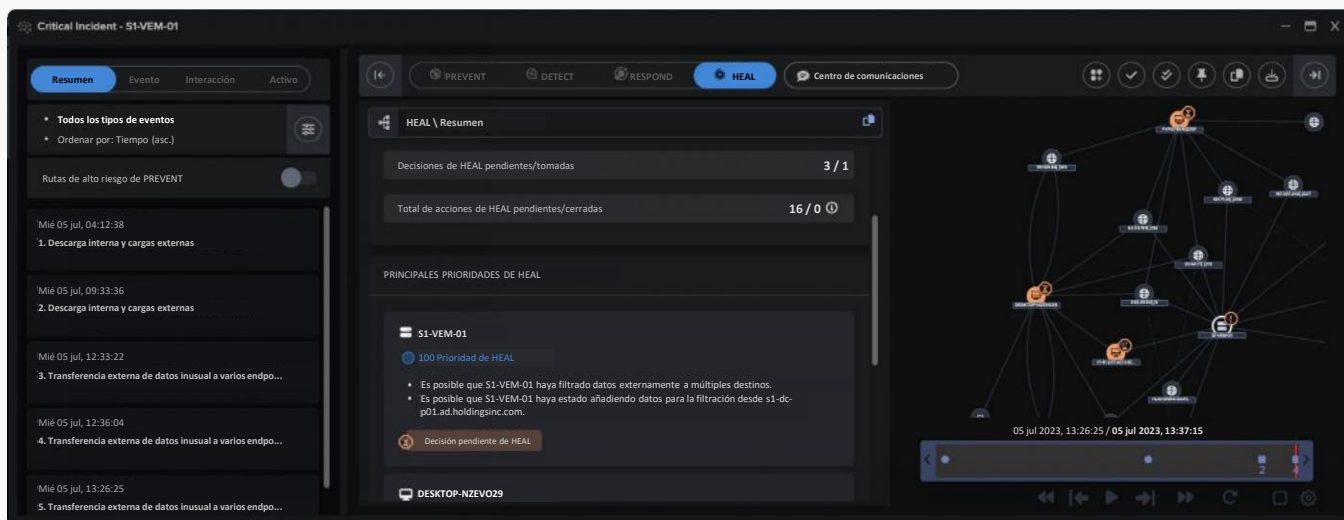 Critical Incident - S1-VEM-01
Resumen
Evento
Interacción
Activo
PREVENT
DETECT
RESPOND
HEAL
Centro de comunicaciones
• Todos los tipos de eventos
• Ordenar por: Tiempo (asc.)
Rutas de alto riesgo de PREVENT
Mié 05 jul, 04:12:38
1. Descarga interna y cargas externas
Mié 05 jul, 09:33:36
2. Descarga interna y cargas externas
Mié 05 jul, 12:33:22
3. Transferencia externa de datos inusual a varios endpo...
Mié 05 jul, 12:36:04
4. Transferencia externa de datos inusual a varios endpo...
Mié 05 jul, 13:26:25
5. Transferencia externa de datos inusual a varios endpo...
HEAL \ Resumen
Decisiones de HEAL pendientes/tomadas
3 / 1
Total de acciones de HEAL pendientes/cerradas
16 / 0
PRINCIPALES PRIORIDADES DE HEAL
S1-VEM-01
100 Prioridad de HEAL
• Es posible que S1-VEM-01 haya filtrado datos externamente a múltiples destinos.
• Es posible que S1-VEM-01 haya estado añadiendo datos para la filtración desde s1-dc-
p01.ad.holdingsinc.com.
Decisión pendiente de HEAL
DESKTOP-NZEVO29
05 jul 2023, 13:26:25 / 05 jul 2023, 13:37:15
2
4